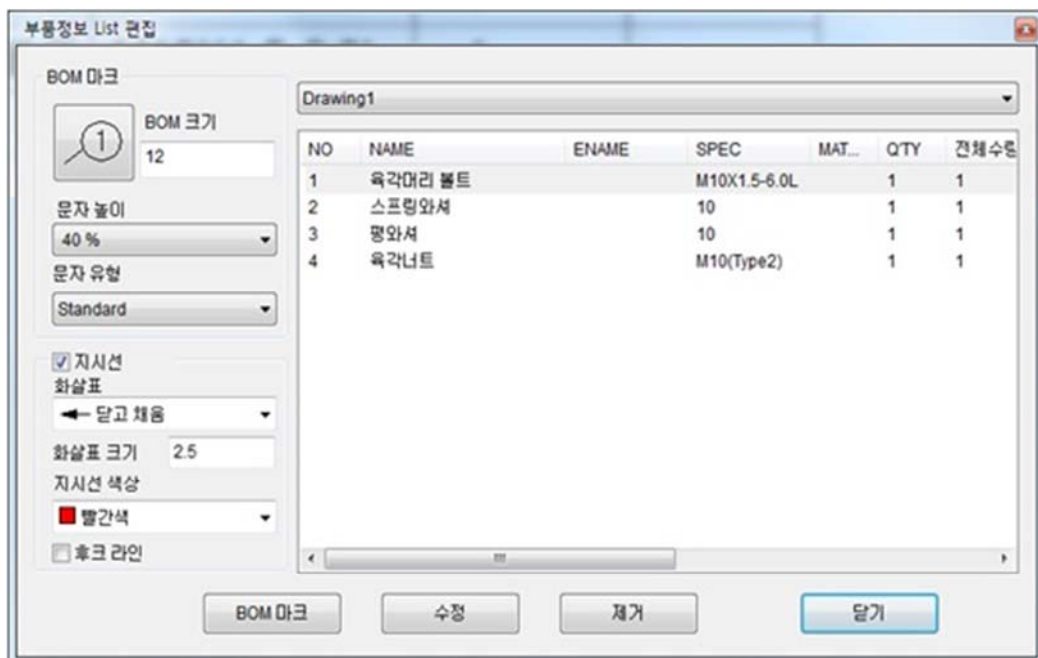 부품정보 List 편집
BOM 마크
1
BOM 크기
12
문자 높이
40 %
문자 유형
Standard
지시선
화살표
닫고 채움
화살표 크기 2.5
지시선 색상
빨간색
후크 라인
Drawing1
NO NAME ENAME SPEC MAT... Q'TY 전체수량
1 육각머리 볼트 M10X1.5-6.0L 1 1
2 스프링와셔 10 1 1
3 평와셔 10 1 1
4 육각너트 M10(Type2) 1 1
BOM 마크 수정 제거 닫기